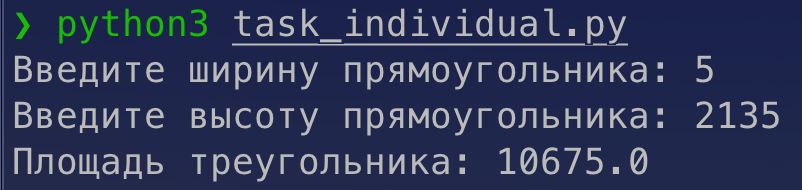 ❯ python3 task_individual.py
Введите ширину прямоугольника: 5
Введите высоту прямоугольника: 2135
Площадь треугольника: 10675.0